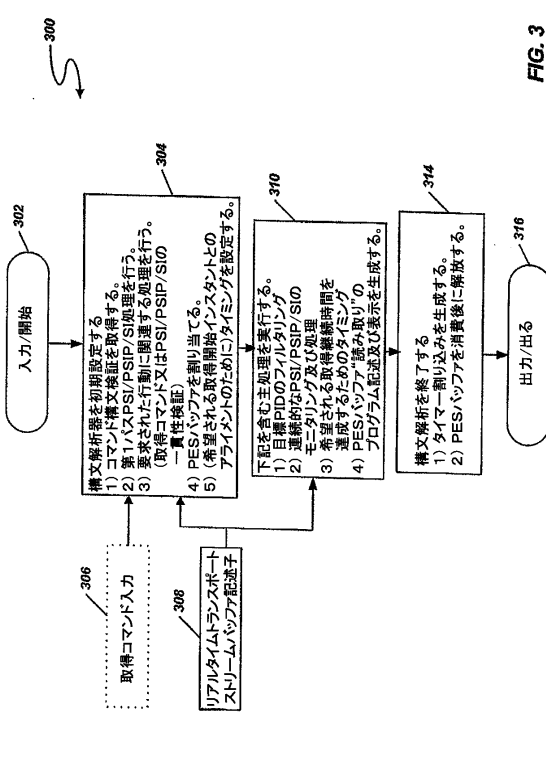 300
302
入力/開始
304
構文解析器を初期設定する
1) コマンド構文検証を取得する。
2) 第1パスPSI/PSIP/SI処理を行う。
3) 要求された行動に関連する処理を行う。
(取得コマンド又はPSI/PSIP/SIの
一貫性検証)
4) PESバッファを割り当てる。
5) (希望される取得開始インスタントとの
アライメントのために)タイミングを設定する。
306
取得コマンド入力
308
リアルタイムトランスポート
ストリームバッファ記述子
310
下記を含む主処理を実行する。
1) 目標PIDのフィルタリング
2) 連続的なPSI/PSIP/SIの
モニタリング及び処理
3) 希望される取得継続時間を
達成するためのタイミング
4) PESバッファ“読み取り”の
プログラム記述及び表示を生成する。
314
構文解析を終了する
1) タイマー割り込みを生成する。
2) PESバッファを消費後に解放する。
316
出力/出る
FIG. 3